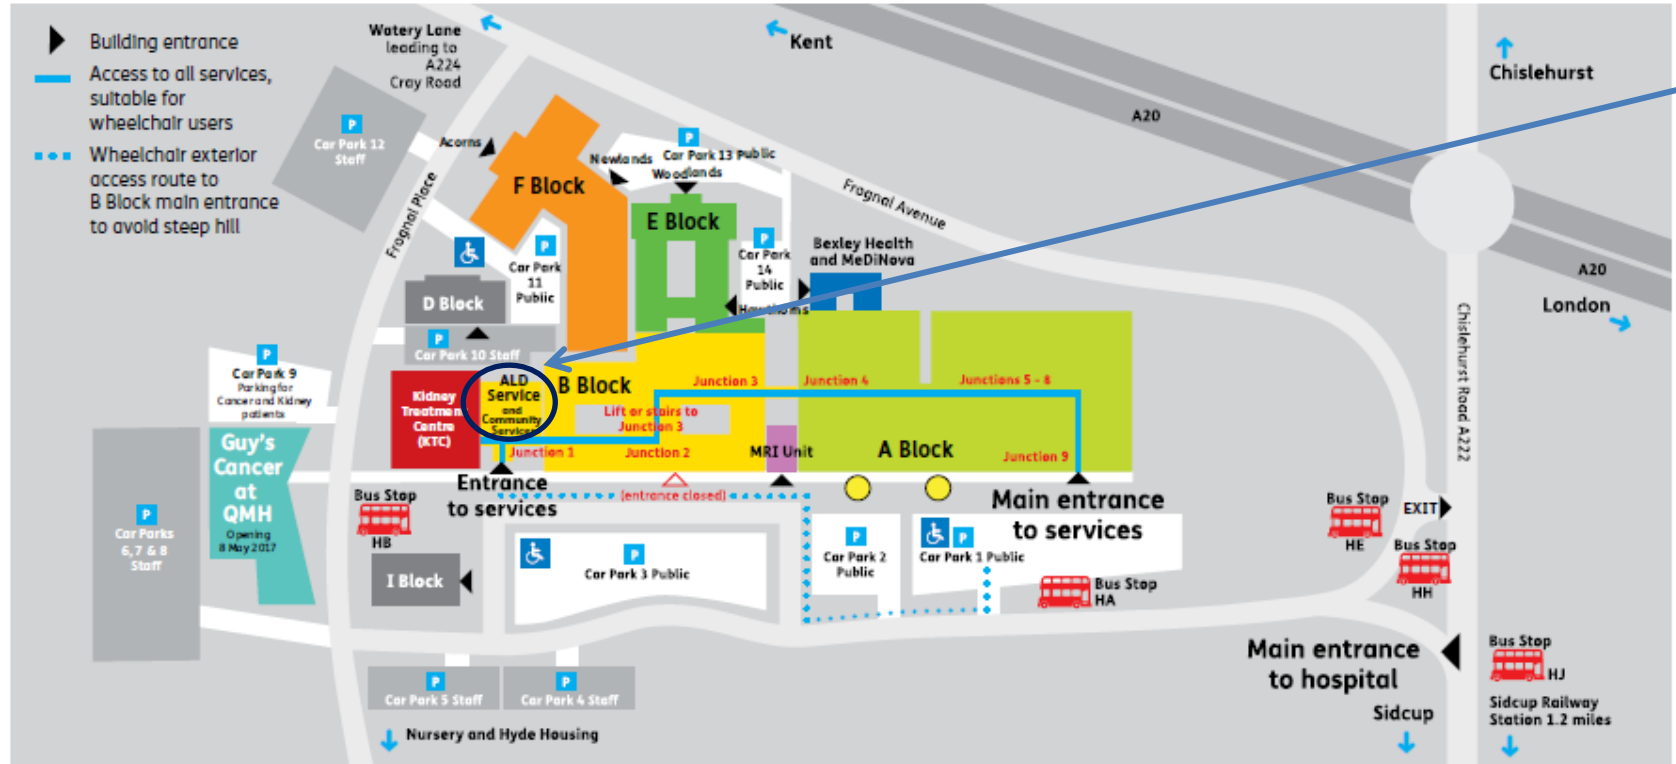 Building entrance
Access to all services,
suitable for
wheelchair users
Wheelchair exterior
access route to
B Block main entrance
to avoid steep hill
Watery Lane
leading to
A224
Cray Road
Kent
Chislehurst
A20
P
Car Park 12
Staff
Acorns
F Block
Newlands
P
Car Park 13 Public
Woodlands
Frognal Place
Frognal Avenue
E Block
P
Car Park
14
Public
Hawthorns
Bexley Health
and MeDiNova
A20
London
Chislehurst Road A222
P
Car Park
11
Public
D Block
P
Car Park 10 Staff
P
Car Park 9
Parking for
Cancer and Kidney
patients
Kidney
Treatment
Centre
(KTC)
ALD
Service
and
Community
Services
B Block
Junction 3
Lift or stairs to
Junction 3
Junction 4
Junctions 5 - 8
Junction 1
Junction 2
MRI Unit
A Block
Junction 9
Guy's
Cancer
at
QMH
Opening
8 May 2017
P
Car Parks
6, 7 & 8
Staff
Entrance
to services
(entrance closed)
Main entrance
to services
Bus Stop
HB
I Block
P
Car Park 3 Public
P
Car Park 2
Public
P
Car Park 1 Public
Bus Stop
HA
Bus Stop
HE
EXIT
Bus Stop
HH
Main entrance
to hospital
Bus Stop
HJ
P
Car Park 5 Staff
P
Car Park 4 Staff
Nursery and Hyde Housing
Sidcup
Sidcup Railway
Station 1.2 miles